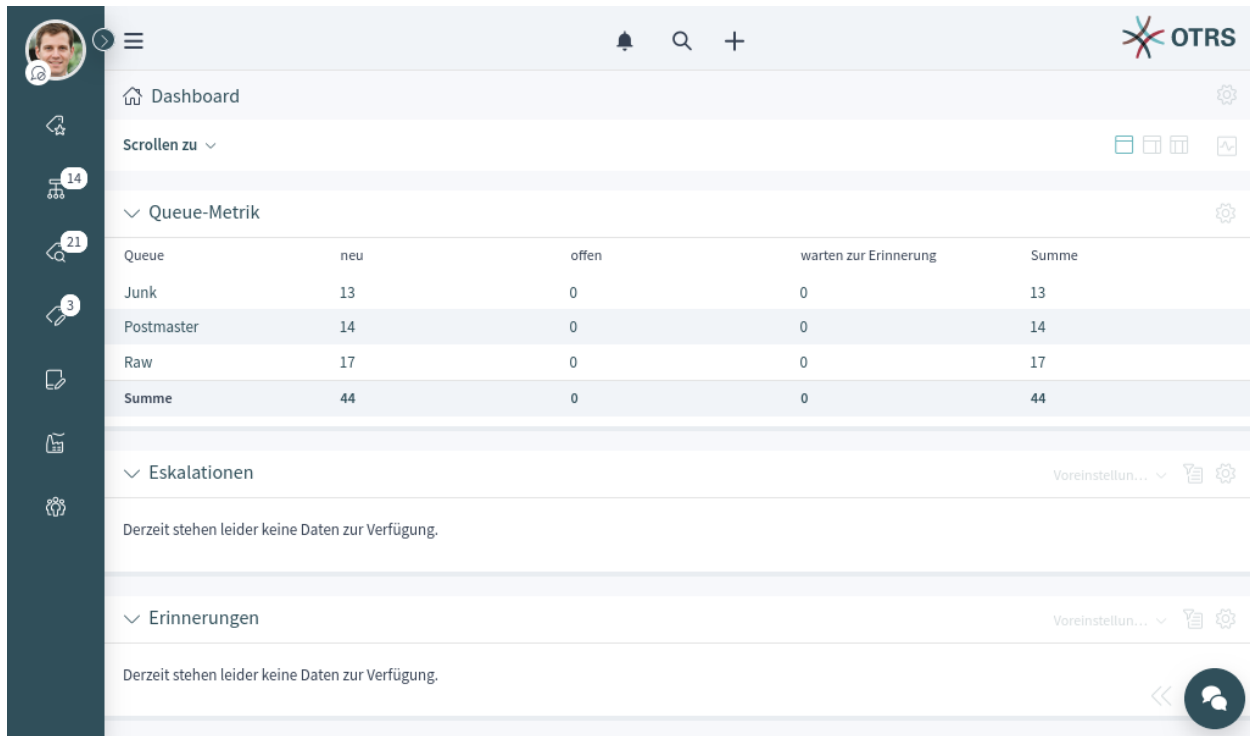 OTRS
Dashboard
Scrollen zu
14
21
3
Queue-Metrik
Queue neu offen warten zur Erinnerung Summe
Junk 13 0 0 13
Postmaster 14 0 0 14
Raw 17 0 0 17
Summe 44 0 0 44
Eskalationen Voreinstellun...
Derzeit stehen leider keine Daten zur Verfügung.
Erinnerungen Voreinstellun...
Derzeit stehen leider keine Daten zur Verfügung.